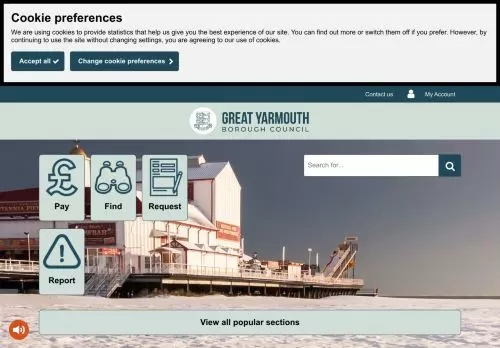 Cookie preferences
We are using cookies to provide statistics that help us give you the best experience of our site. You can find out more or switch them off if you prefer. However, by
continuing to use the site without changing settings, you are agreeing to our use of cookies.
Accept all
Change cookie preferences
Contact us
My Account
GREAT YARMOUTH
BOROUGH COUNCIL
Search for...
Pay
Find
Request
Report
View all popular sections